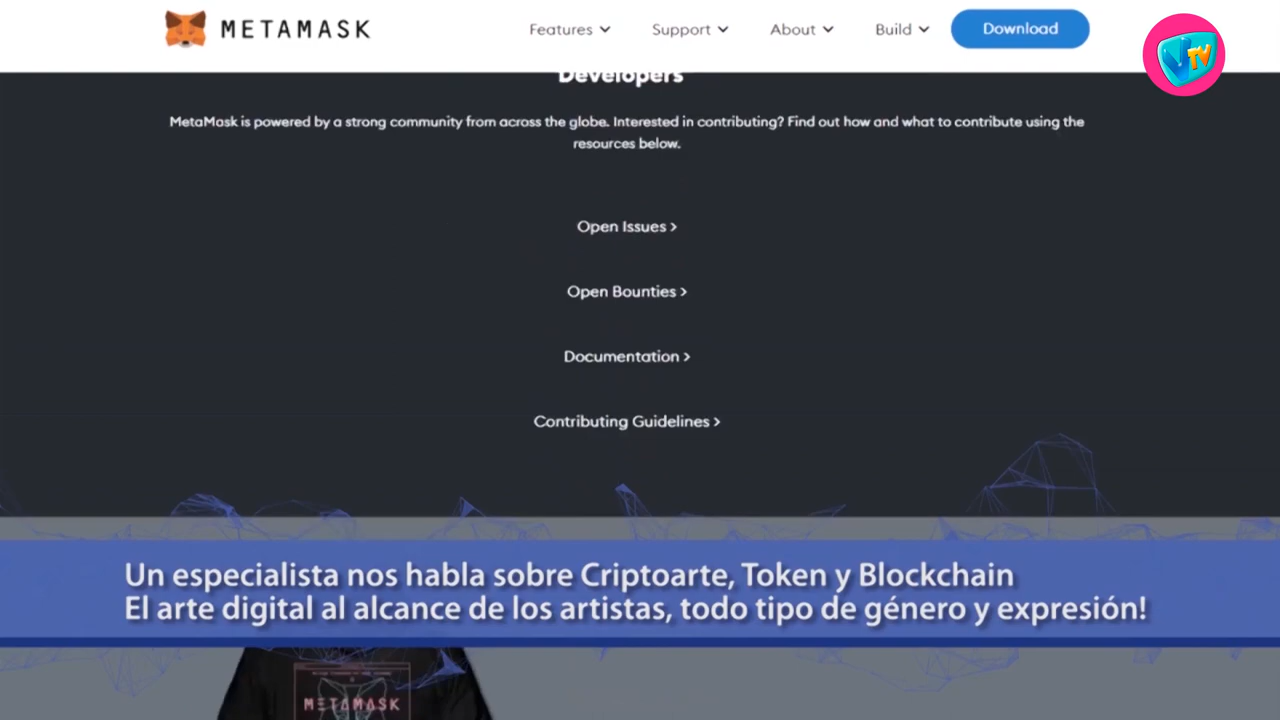 METAMASK
Features
Support
About
Build
Download
VTV
Developers
MetaMask is powered by a strong community from across the globe. Interested in contributing? Find out how and what to contribute using the
resources below.
Open Issues >
Open Bounties >
Documentation >
Contributing Guidelines >
Un especialista nos habla sobre Criptoarte, Token y Blockchain
El arte digital al alcance de los artistas, todo tipo de género y expresión!
METAMASK